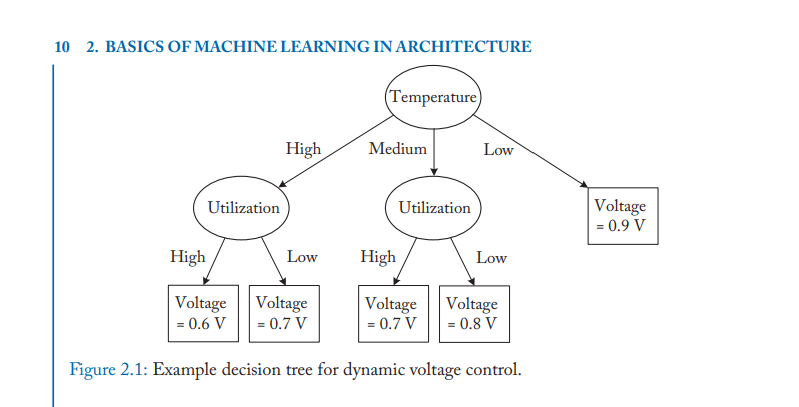 10 2. BASICS OF MACHINE LEARNING IN ARCHITECTURE
Temperature
High
Medium
Low
Utilization
Utilization
Voltage
= 0.9 V
High
Low
High
Low
Voltage
= 0.6 V
Voltage
= 0.7 V
Voltage
= 0.7 V
Voltage
= 0.8 V
Figure 2.1: Example decision tree for dynamic voltage control.